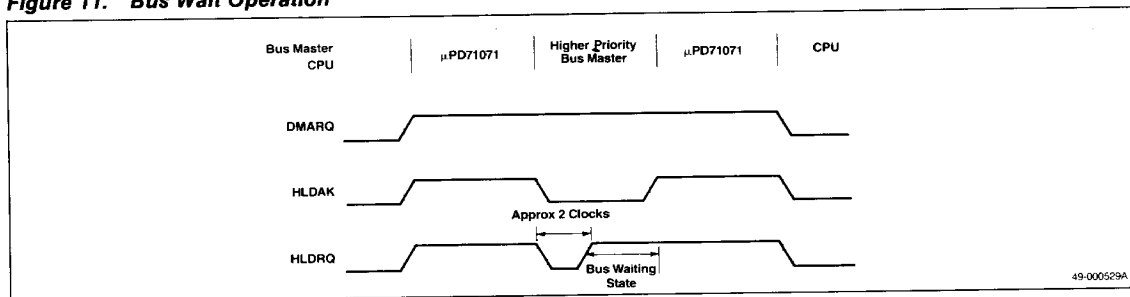 Figure 11. Bus Wait Operation
Bus Master
CPU
μPD71071
Higher Priority
Bus Master
μPD71071
CPU
DMARQ
HLDAK
Approx 2 Clocks
HLDRQ
Bus Waiting
State
49-000529A